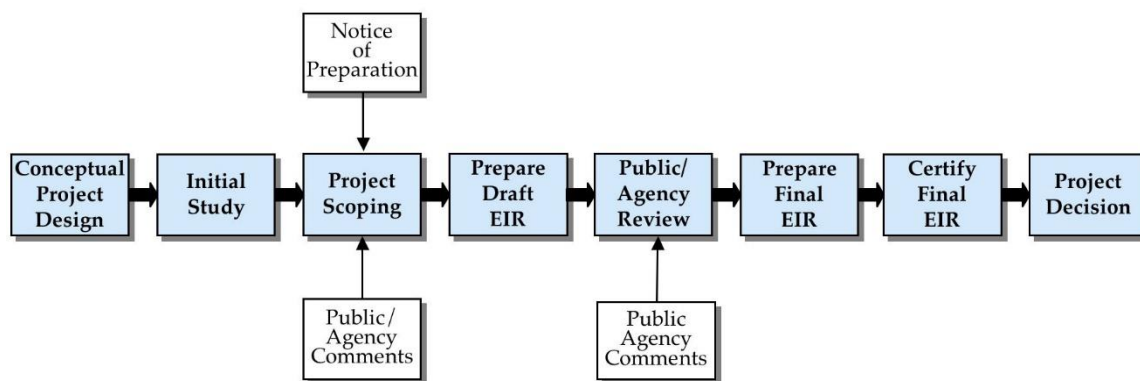 Notice
of
Preparation
Conceptual
Project
Design
Initial
Study
Project
Scoping
Prepare
Draft
EIR
Public/
Agency
Review
Prepare
Final
EIR
Certify
Final
EIR
Project
Decision
Public/
Agency
Comments
Public
Agency
Comments